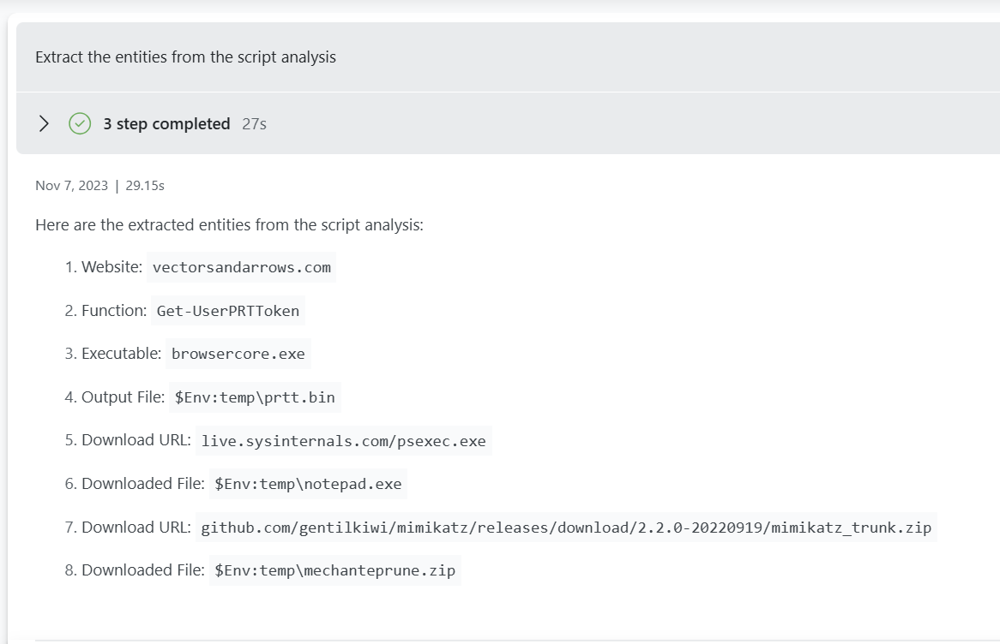 Extract the entities from the script analysis
3 step completed 27s
Nov 7, 2023 | 29.15s
Here are the extracted entities from the script analysis:
1. Website: vectorsandarrows.com
2. Function: Get-UserPRTToken
3. Executable: browsercore.exe
4. Output File: $Env:temp\prtt.bin
5. Download URL: live.sysinternals.com/psexec.exe
6. Downloaded File: $Env:temp\notepad.exe
7. Download URL: github.com/gentilkiwi/mimikatz/releases/download/2.2.0-20220919/mimikatz_trunk.zip
8. Downloaded File: $Env:temp\mechanteprune.zip